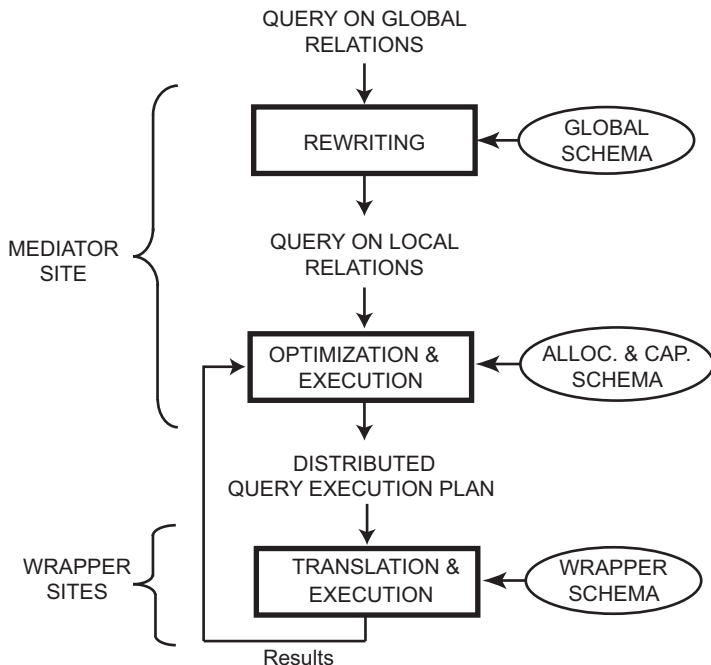 QUERY ON GLOBAL
RELATIONS
REWRITING
GLOBAL
SCHEMA
MEDIATOR
SITE
QUERY ON LOCAL
RELATIONS
OPTIMIZATION &
EXECUTION
ALLOC. & CAP.
SCHEMA
DISTRIBUTED
QUERY EXECUTION PLAN
WRAPPER
SITES
TRANSLATION &
EXECUTION
WRAPPER
SCHEMA
Results